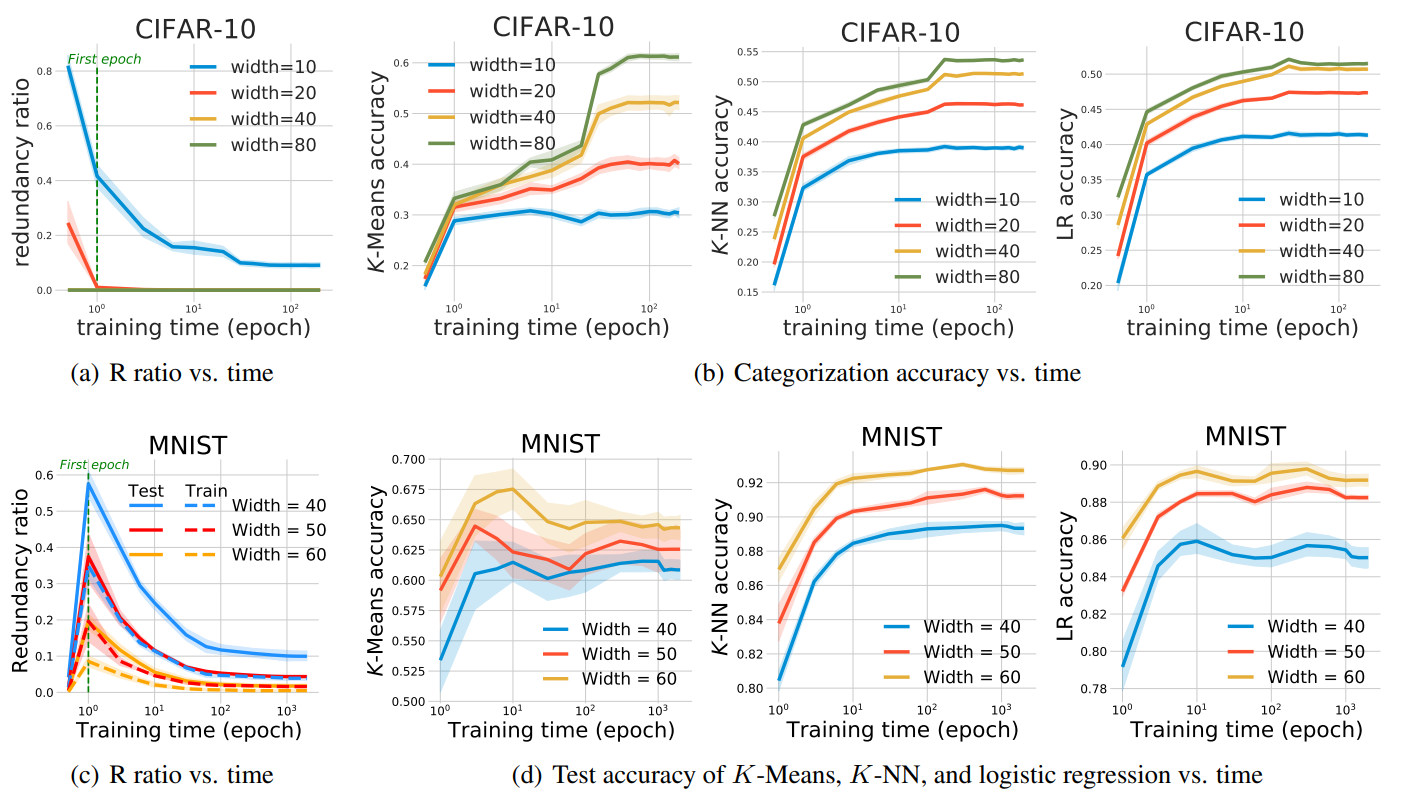 CIFAR-10
First epoch
redundancy ratio
0.8
0.6
0.4
0.2
0.0
width=10
width=20
width=40
width=80
10⁰
10¹
10²
training time (epoch)
CIFAR-10
K-Means accuracy
0.6
0.5
0.4
0.3
0.2
width=10
width=20
width=40
width=80
10⁰
10¹
10²
training time (epoch)
CIFAR-10
K-NN accuracy
0.55
0.50
0.45
0.40
0.35
0.30
0.25
0.20
0.15
width=10
width=20
width=40
width=80
10⁰
10¹
10²
training time (epoch)
CIFAR-10
LR accuracy
0.50
0.45
0.40
0.35
0.30
0.25
0.20
width=10
width=20
width=40
width=80
10⁰
10¹
10²
training time (epoch)
(a) R ratio vs. time
(b) Categorization accuracy vs. time
MNIST
First epoch
Redundancy ratio
0.6
0.5
0.4
0.3
0.2
0.1
0.0
Test Train
Width = 40
Width = 50
Width = 60
10⁰
10¹
10²
10³
Training time (epoch)
MNIST
K-Means accuracy
0.700
0.675
0.650
0.625
0.600
0.575
0.550
0.525
0.500
Width = 40
Width = 50
Width = 60
10⁰
10¹
10²
10³
Training time (epoch)
MNIST
K-NN accuracy
0.92
0.90
0.88
0.86
0.84
0.82
0.80
Width = 40
Width = 50
Width = 60
10⁰
10¹
10²
10³
Training time (epoch)
MNIST
LR accuracy
0.90
0.88
0.86
0.84
0.82
0.80
0.78
Width = 40
Width = 50
Width = 60
10⁰
10¹
10²
10³
Training time (epoch)
(c) R ratio vs. time
(d) Test accuracy of K-Means, K-NN, and logistic regression vs. time